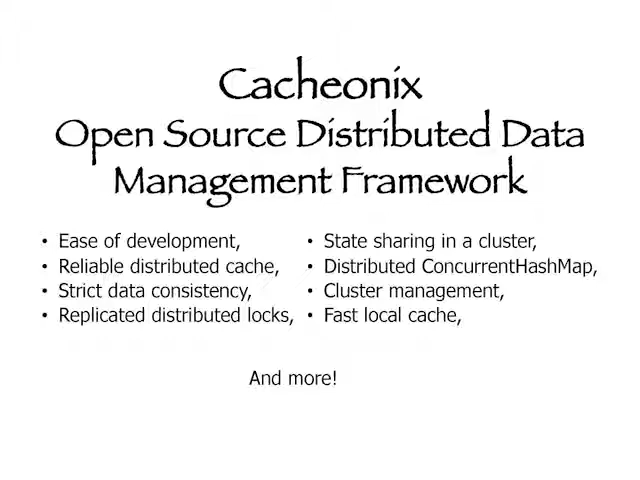 Cacheonix
Open Source Distributed Data
Management Framework
• Ease of development,
• Reliable distributed cache,
• Strict data consistency,
• Replicated distributed locks,
• State sharing in a cluster,
• Distributed ConcurrentHashMap,
• Cluster management,
• Fast local cache,
And more!